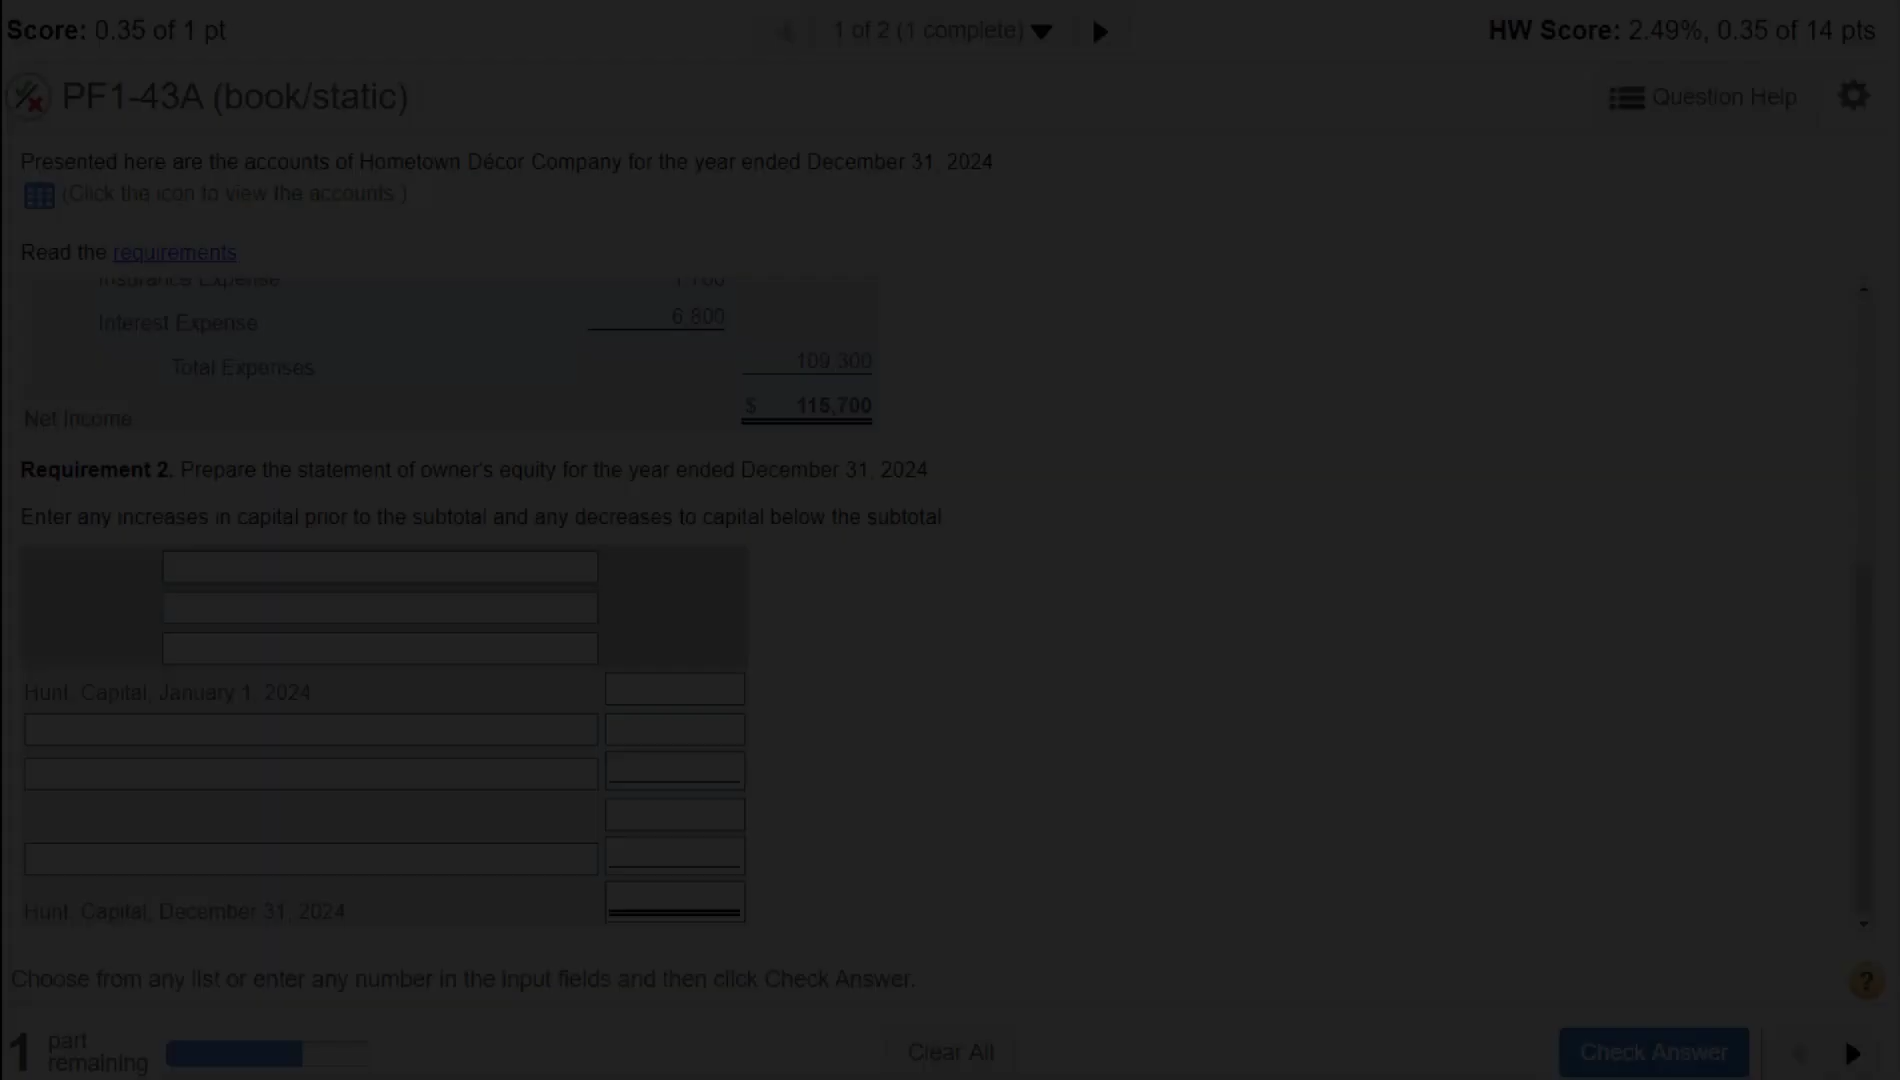 Score: 0.35 of 1 pt
1 of 2 (1 complete)
HW Score: 2.49%, 0.35 of 14 pts
PF1-43A (book/static)
Question Help
Presented here are the accounts of Hometown Décor Company for the year ended December 31, 2024
(Click the icon to view the accounts.)
Read the requirements
Insurance Expense
Interest Expense 6,800
Total Expenses 109,300
Net Income $ 115,700
Requirement 2. Prepare the statement of owner's equity for the year ended December 31, 2024
Enter any increases in capital prior to the subtotal and any decreases to capital below the subtotal
Hunt, Capital, January 1, 2024
Hunt, Capital, December 31, 2024
Choose from any list or enter any number in the input fields and then click Check Answer.
?
1 part remaining
Clear All
Check Answer